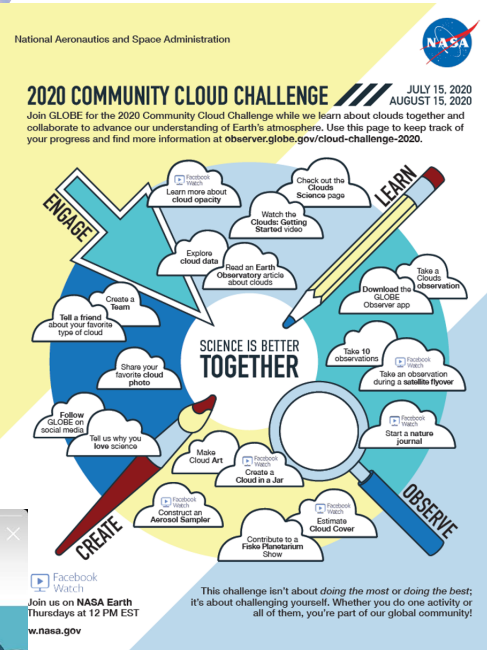 National Aeronautics and Space Administration
NASA
2020 COMMUNITY CLOUD CHALLENGE
JULY 15, 2020
AUGUST 15, 2020
Join GLOBE for the 2020 Community Cloud Challenge while we learn about clouds together and
collaborate to advance our understanding of Earth's atmosphere. Use this page to keep track of
your progress and find more information at observer.globe.gov/cloud-challenge-2020.
ENGAGE
LEARN
Facebook
Watch
Learn more about
cloud opacity
Check out the
Clouds
Science page
Watch the
Clouds: Getting
Started video
Explore
cloud data
Read an Earth
Observatory article
about clouds
Take a
Clouds
observation
Download the
GLOBE
Observer app
Create a
Team
Tell a friend
about your favorite
type of cloud
SCIENCE IS BETTER
TOGETHER
Take 10
observations
Facebook
Watch
Take an observation
during a satellite flyover
Share your
favorite cloud
photo
Follow
GLOBE on
social media
Tell us why you
love science
Facebook
Watch
Start a nature
journal
Make
Cloud Art
Facebook
Watch
Create a
Cloud in a Jar
Facebook
Watch
Construct an
Aerosol Sampler
Facebook
Watch
Estimate
Cloud Cover
Contribute to a
Fiske Planetarium
Show
CREATE
OBSERVE
Facebook
Watch
Join us on NASA Earth
Thursdays at 12 PM EST
w.nasa.gov
This challenge isn't about doing the most or doing the best;
it's about challenging yourself. Whether you do one activity or
all of them, you're part of our global community!